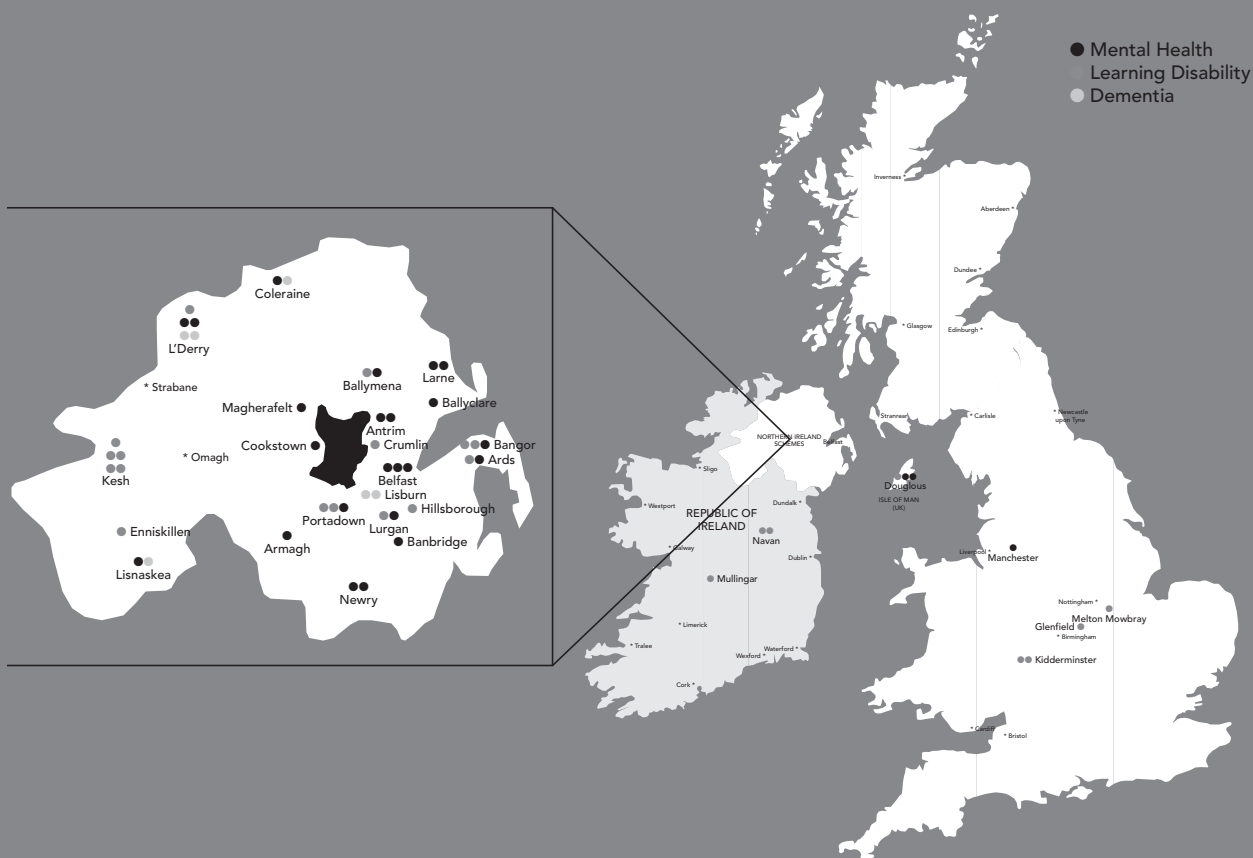 Mental Health
Learning Disability
Dementia
Inverness *
Aberdeen *
Dundee *
* Glasgow
Edinburgh *
Stranrear
* Carlisle
* Newcastle
upon Tyne
Coleraine
L'Derry
* Strabane
Ballymena
Larne
Magherafelt
Ballyclare
Antrim
Cookstown
Crumlin
Bangor
* Omagh
Ards
Kesh
Belfast
Lisburn
Hillsborough
Portadown
Lurgan
Enniskillen
Banbridge
Armagh
Lisnaskea
Newry
NORTHERN IRELAND
SCHEMES
Belfast
* Sligo
Douglous
ISLE OF MAN
(UK)
* Westport
Dundalk *
REPUBLIC OF
IRELAND
Navan
* Galway
Dublin *
Mullingar
* Limerick
* Tralee
Waterford *
Wexford *
Cork *
Liverpool *
Manchester
Nottingham *
Melton Mowbray
Glenfield
* Birmingham
Kidderminster
* Cardiff
* Bristol